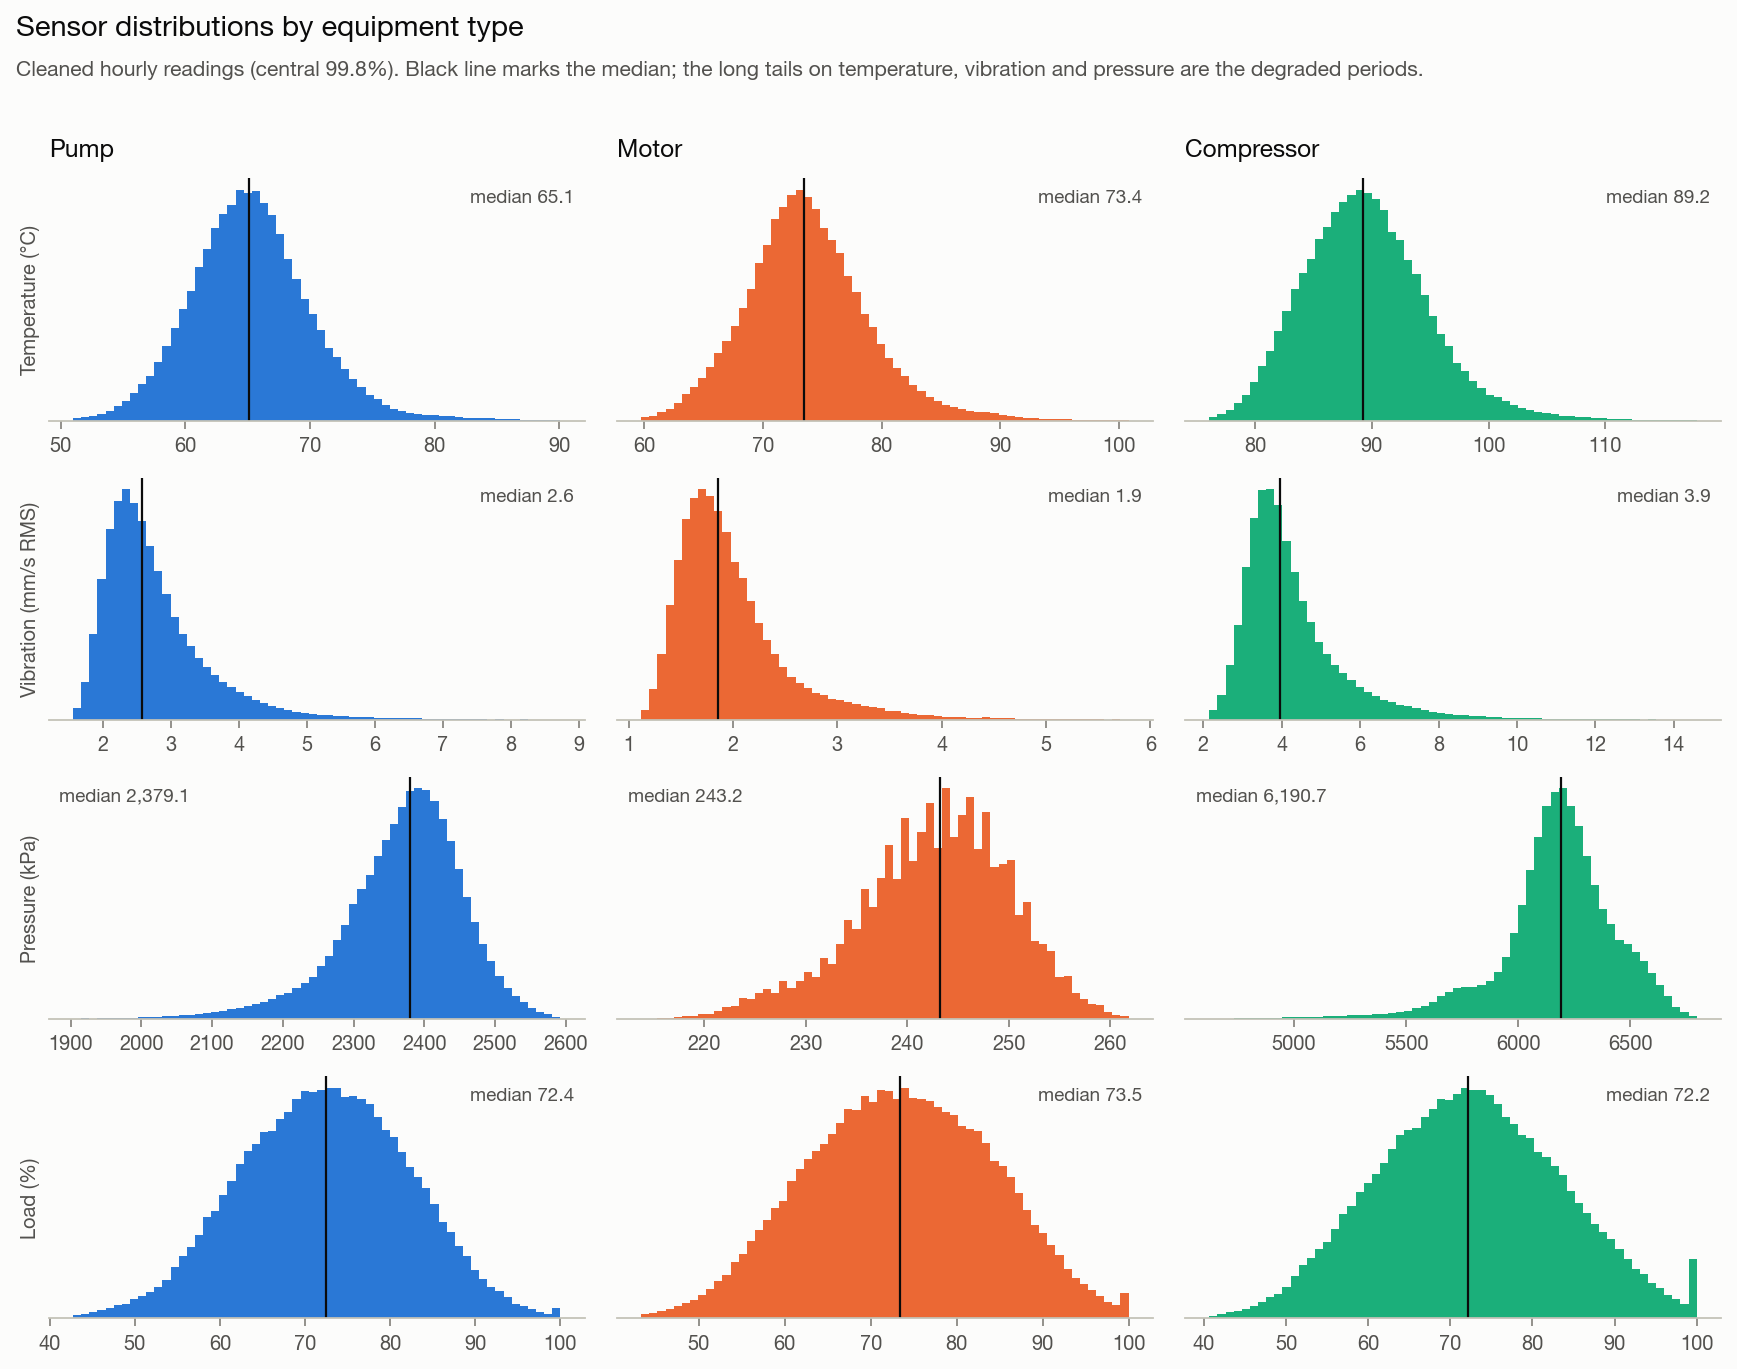 Sensor distributions by equipment type
Cleaned hourly readings (central 99.8%). Black line marks the median; the long tails on temperature, vibration and pressure are the degraded periods.
Pump
Motor
Compressor
Temperature (°C)
median 65.1
median 73.4
median 89.2
50 60 70 80 90
60 70 80 90 100
80 90 100 110
Vibration (mm/s RMS)
median 2.6
median 1.9
median 3.9
2 3 4 5 6 7 8 9
1 2 3 4 5 6
2 4 6 8 10 12 14
Pressure (kPa)
median 2,379.1
median 243.2
median 6,190.7
1900 2000 2100 2200 2300 2400 2500 2600
220 230 240 250 260
5000 5500 6000 6500
Load (%)
median 72.4
median 73.5
median 72.2
40 50 60 70 80 90 100
50 60 70 80 90 100
40 50 60 70 80 90 100